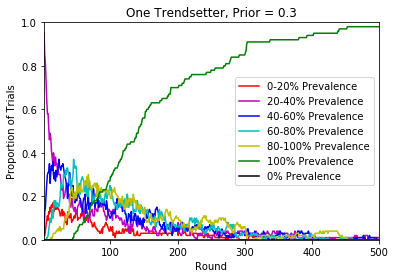 One Trendsetter, Prior = 0.3
Proportion of Trials
1.0
0.8
0.6
0.4
0.2
0.0
0-20% Prevalence
20-40% Prevalence
40-60% Prevalence
60-80% Prevalence
80-100% Prevalence
100% Prevalence
0% Prevalence
100
200
300
400
500
Round